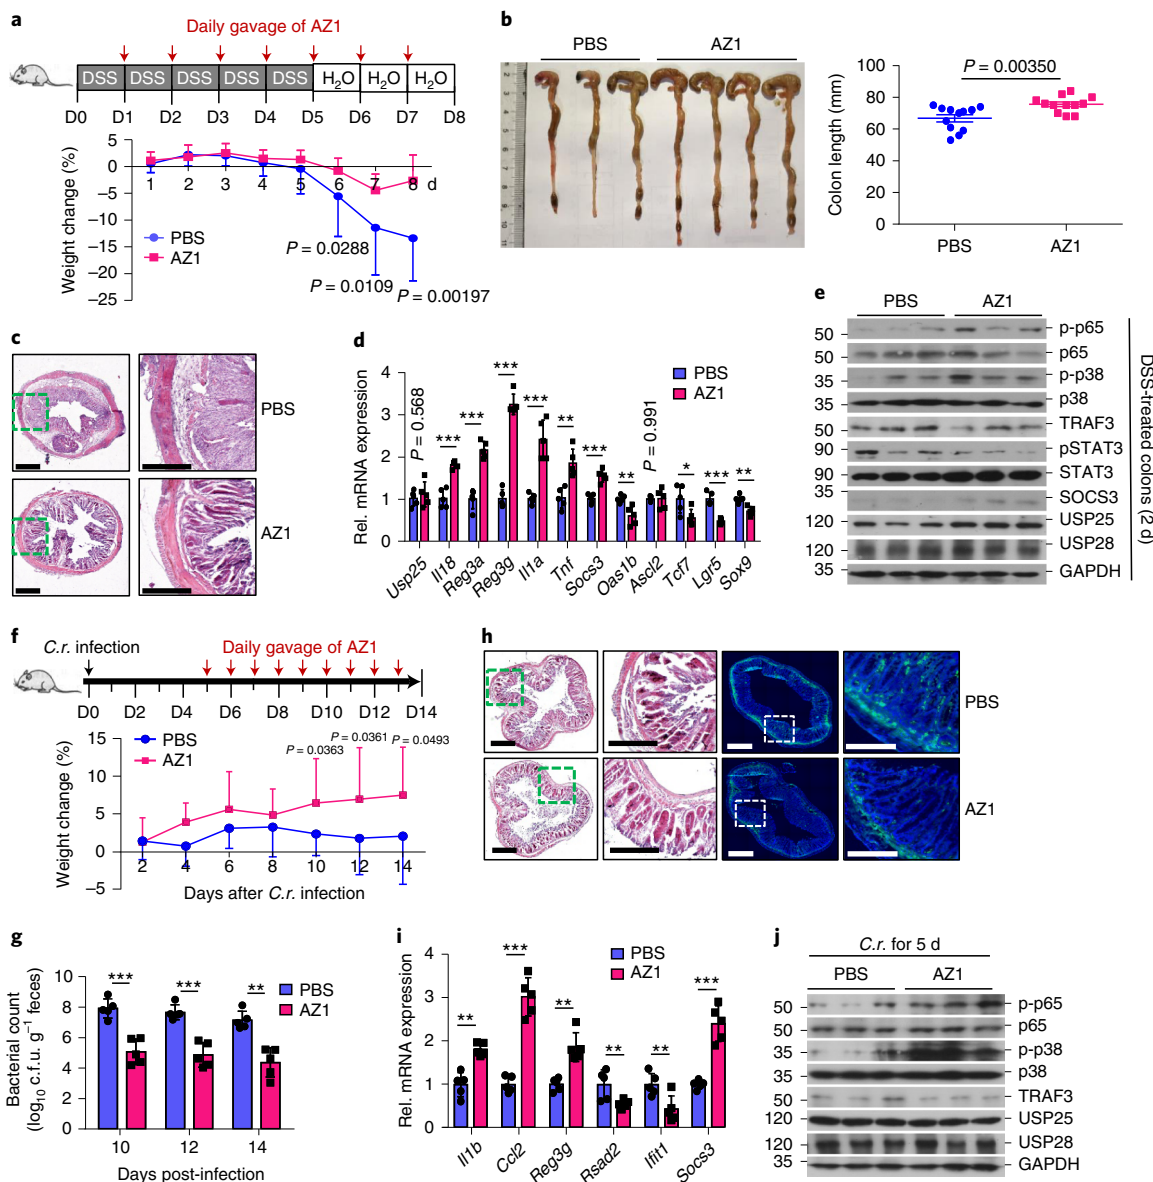 a
Daily gavage of AZ1
DSS DSS DSS DSS DSS H2O H2O H2O
D0 D1 D2 D3 D4 D5 D6 D7 D8
Weight change (%)
5
0
–5
–10
–15
–20
–25
1 2 3 4 5 6 7 8 d
PBS
AZ1
P = 0.0288
P = 0.0109
P = 0.00197
b
PBS AZ1
P = 0.00350
Colon length (mm)
100
80
60
40
20
0
PBS AZ1
c
PBS
AZ1
d
Rel. mRNA expression
4
3
2
1
0
PBS
AZ1
P = 0.568 *** *** *** *** ** *** ** P = 0.991 * *** **
Usp25 Il18 Reg3a Reg3g Il1a Tnf Socs3 Oas1b Ascl2 Tcf7 Lgr5 Sox9
e
PBS AZ1
50 p-p65
50 p65
35 p-p38
35 p38
50 TRAF3
90 pSTAT3
90 STAT3
35 SOCS3
120 USP25
120 USP28
35 GAPDH
DSS-treated colons (2 d)
f
C.r. infection
Daily gavage of AZ1
D0 D2 D4 D6 D8 D10 D12 D14
Weight change (%)
15
10
5
0
–5
PBS
AZ1
P = 0.0363
P = 0.0361
P = 0.0493
2 4 6 8 10 12 14
Days after C.r. infection
h
PBS
AZ1
g
Bacterial count
(log10 c.f.u. g–1 feces)
10
8
6
4
2
0
*** *** **
PBS
AZ1
10 12 14
Days post-infection
i
Rel. mRNA expression
4
3
2
1
0
PBS
AZ1
** *** ** ** ** ***
Il1b Ccl2 Reg3g Rsad2 Ifit1 Socs3
j
C.r. for 5 d
PBS AZ1
50 p-p65
50 p65
35 p-p38
35 p38
50 TRAF3
120 USP25
120 USP28
35 GAPDH